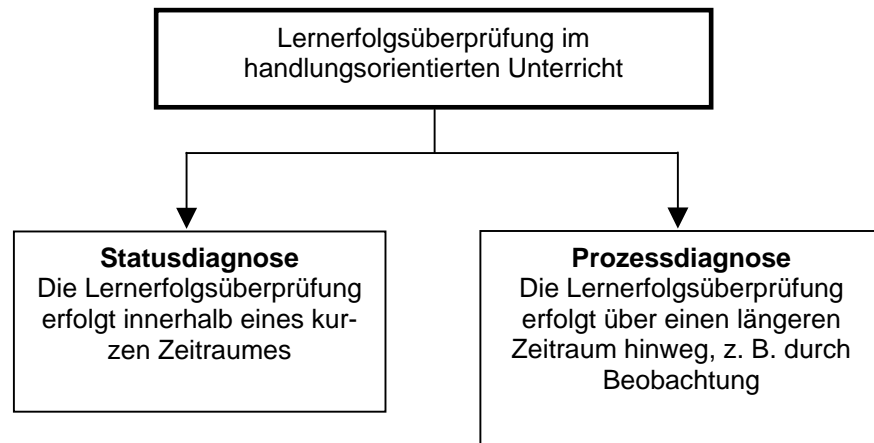 Lernerfolgsüberprüfung im
handlungsorientierten Unterricht
Statusdiagnose
Die Lernerfolgsüberprüfung
erfolgt innerhalb eines kur-
zen Zeitraumes
Prozessdiagnose
Die Lernerfolgsüberprüfung
erfolgt über einen längeren
Zeitraum hinweg, z. B. durch
Beobachtung